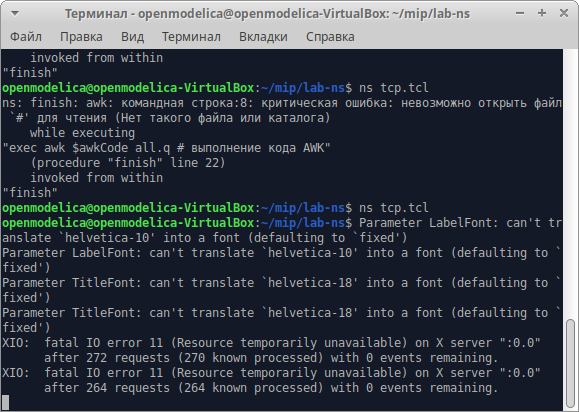 Терминал - openmodelica@openmodelica-VirtualBox: ~/mip/lab-ns
Файл Правка Вид Терминал Вкладки Справка
invoked from within
"finish"
openmodelica@openmodelica-VirtualBox:~/mip/lab-ns$ ns tcp.tcl
ns: finish: awk: командная строка:8: критическая ошибка: невозможно открыть файл
`#' для чтения (Нет такого файла или каталога)
while executing
"exec awk $awkCode all.q # выполнение кода AWK"
(procedure "finish" line 22)
invoked from within
"finish"
openmodelica@openmodelica-VirtualBox:~/mip/lab-ns$ ns tcp.tcl
openmodelica@openmodelica-VirtualBox:~/mip/lab-ns$ Parameter LabelFont: can't tr
anslate `helvetica-10' into a font (defaulting to `fixed')
Parameter LabelFont: can't translate `helvetica-10' into a font (defaulting to `
fixed')
Parameter TitleFont: can't translate `helvetica-18' into a font (defaulting to `
fixed')
Parameter TitleFont: can't translate `helvetica-18' into a font (defaulting to `
fixed')
XIO:  fatal IO error 11 (Resource temporarily unavailable) on X server ":0.0"
after 272 requests (270 known processed) with 0 events remaining.
XIO:  fatal IO error 11 (Resource temporarily unavailable) on X server ":0.0"
after 264 requests (264 known processed) with 0 events remaining.